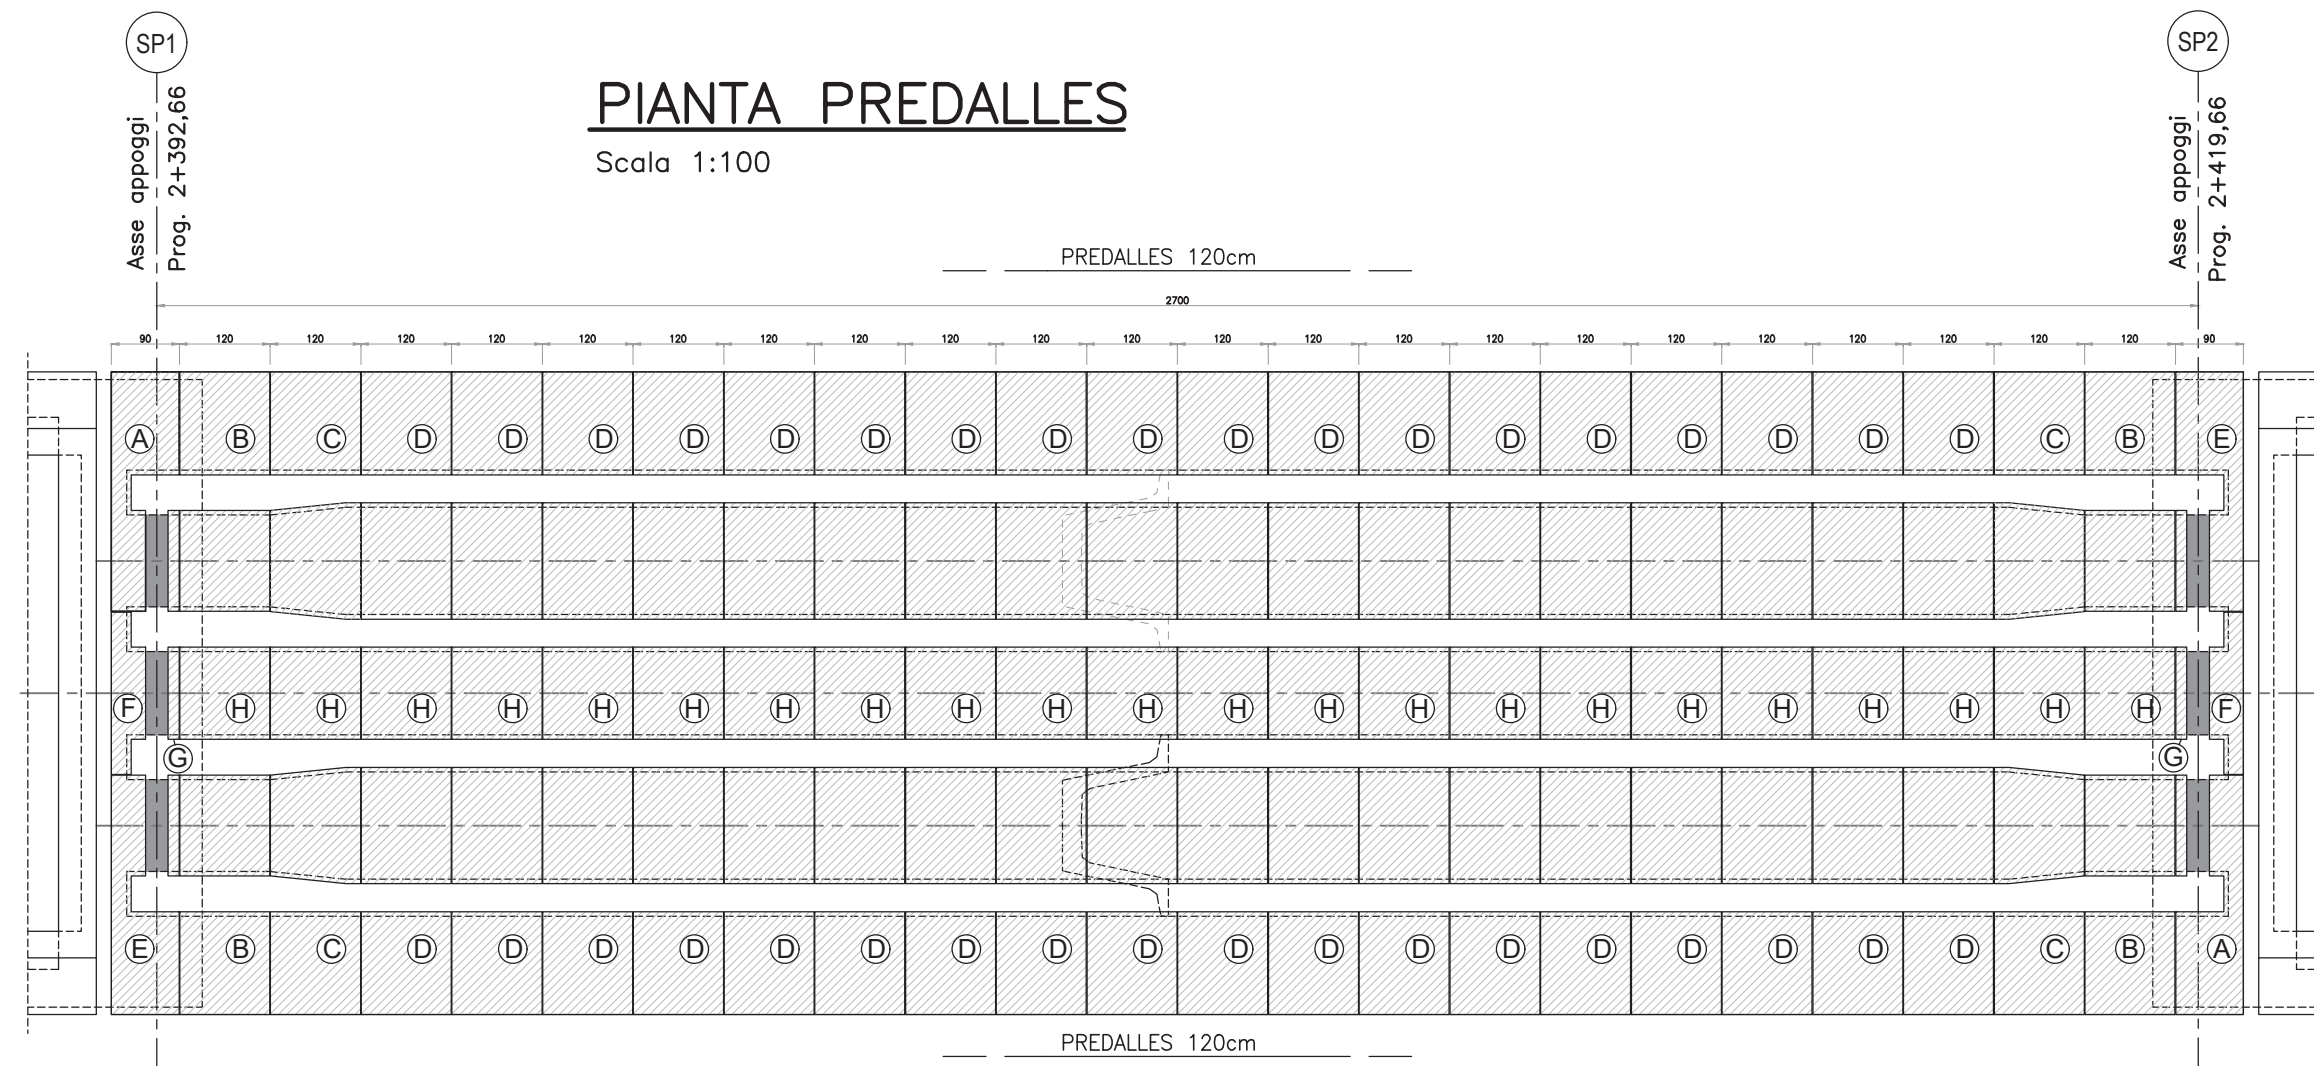 SP1
SP2
Asse appoggi
Prog. 2+392,66
PIANTA PREDALLES
Scala 1:100
Asse appoggi
Prog. 2+419,66
PREDALLES 120cm
2700
90 120 120 120 120 120 120 120 120 120 120 120 120 120 120 120 120 120 120 120 120 120 120 90
A B C D D D D D D D D D D D D D D D D D D C B E
F H H H H H H H H H H H H H H H H H H H H H H F
G G
E B C D D D D D D D D D D D D D D D D D D C B A
PREDALLES 120cm